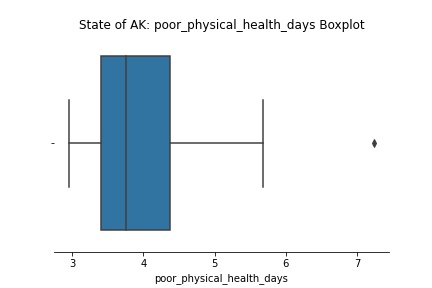 State of AK: poor_physical_health_days Boxplot
-
3 4 5 6 7
poor_physical_health_days